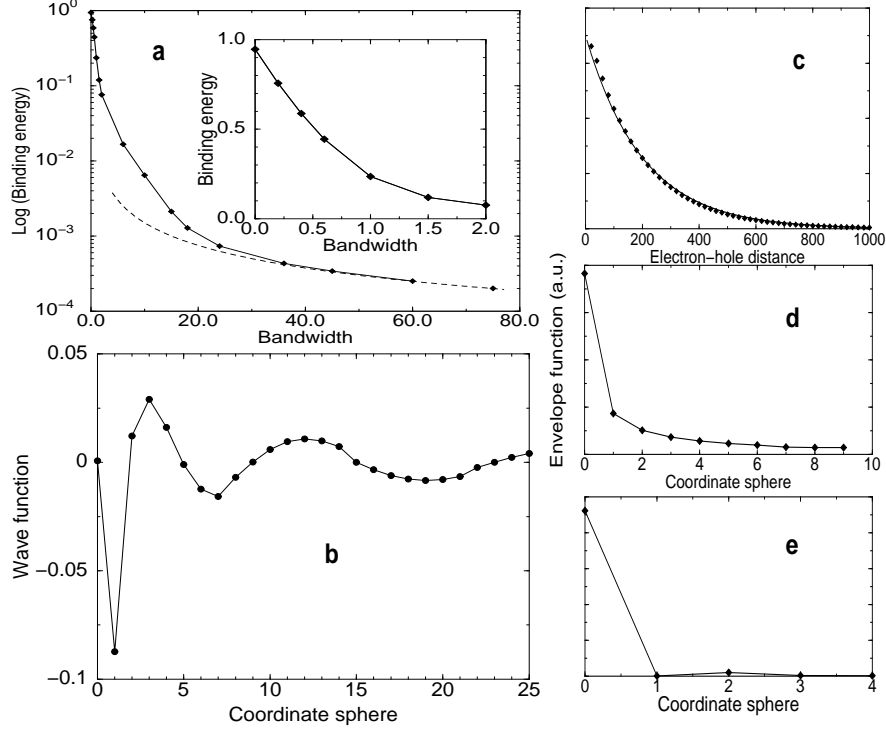 a
Log (Binding energy)
10^0
10^-1
10^-2
10^-3
10^-4
0.0 20.0 40.0 60.0 80.0
Bandwidth
Binding energy
1.0
0.5
0.0
0.0 0.5 1.0 1.5 2.0
Bandwidth
b
Wave function
0.05
0
−0.05
−0.1
0 5 10 15 20 25
Coordinate sphere
Envelope function (a.u.)
c
0 200 400 600 800 1000
Electron−hole distance
d
0 2 4 6 8 10
Coordinate sphere
e
0 1 2 3 4
Coordinate sphere